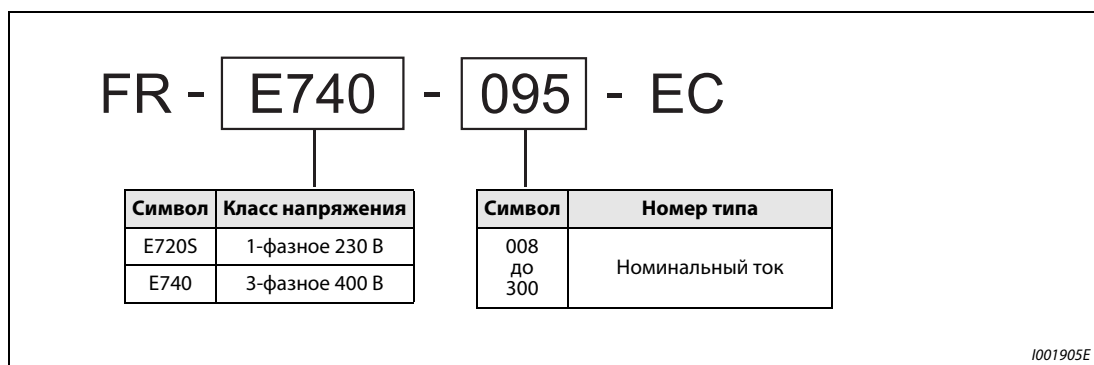 FR - E740 - 095 - EC
Символ Класс напряжения
E720S 1-фазное 230 В
E740 3-фазное 400 В
Символ Номер типа
008
до
300
Номинальный ток
I001905E